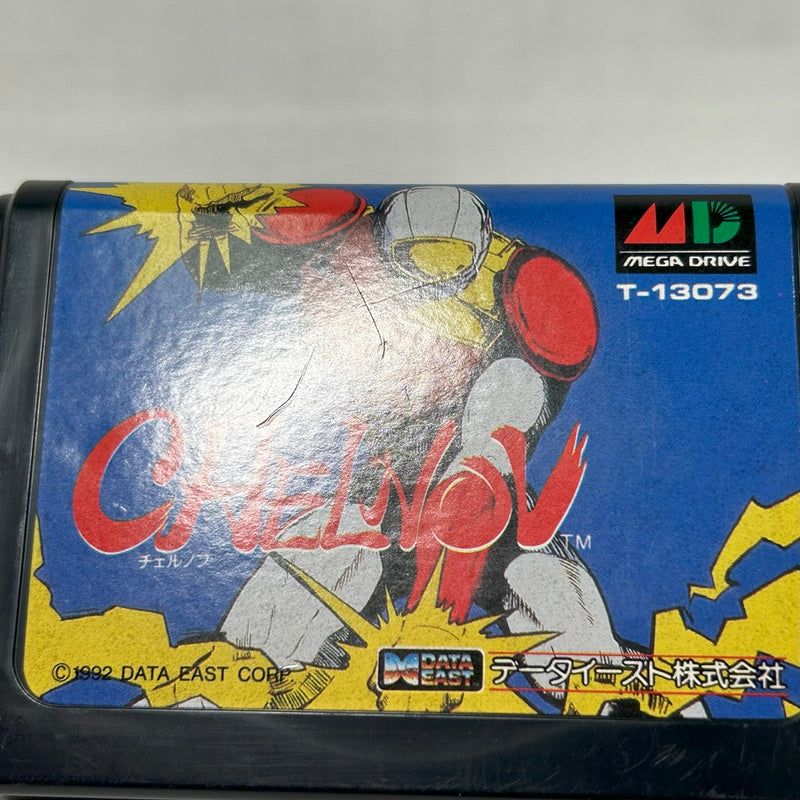 MD
MEGA DRIVE
T-13073
CHELNOV TM
チェルノブ
©1992 DATA EAST CORP.
DATA EAST
データイースト株式会社